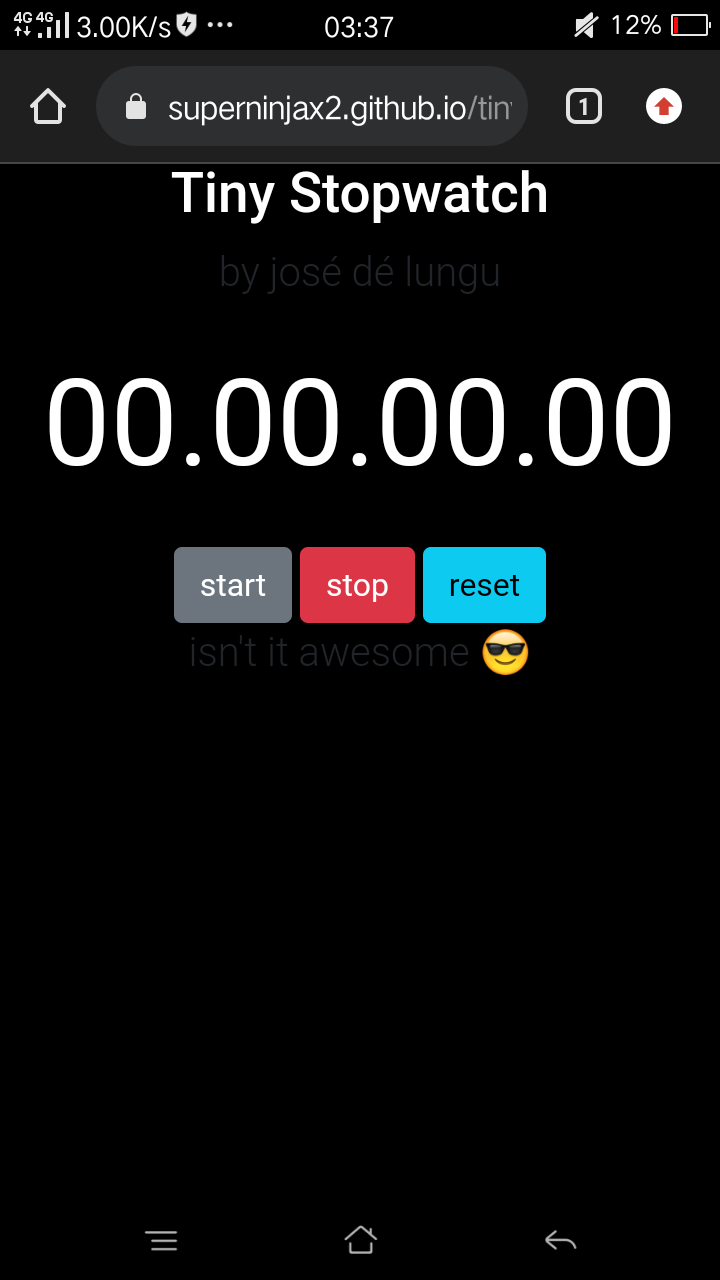 4G 4G 3.00K/s 03:37 12%
superninjax2.github.io/tin
1
Tiny Stopwatch
by josé dé lungu
00.00.00.00
start stop reset
isn't it awesome 😎